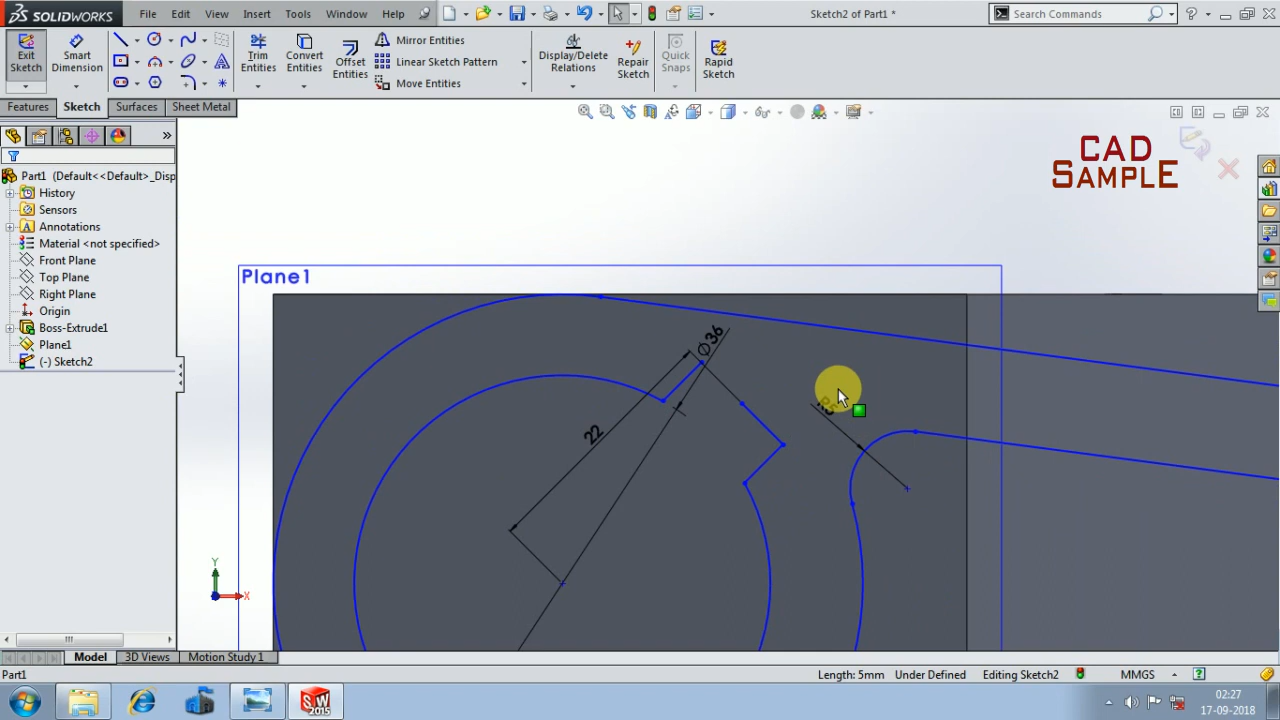 SOLIDWORKS
File Edit View Insert Tools Window Help
Sketch2 of Part1 *
Search Commands
Exit Sketch
Smart Dimension
Trim Entities
Convert Entities
Offset Entities
Mirror Entities
Linear Sketch Pattern
Move Entities
Display/Delete Relations
Repair Sketch
Quick Snaps
Rapid Sketch
Features Sketch Surfaces Sheet Metal
CAD
SAMPLE
Part1 (Default<<Default>_Disp
History
Sensors
Annotations
Material <not specified>
Front Plane
Top Plane
Right Plane
Origin
Boss-Extrude1
Plane1
(-) Sketch2
Plane1
Ø36
22
Y
X
Model 3D Views Motion Study 1
Part1
Length: 5mm Under Defined Editing Sketch2 MMGS
SW
2015
02:27
17-09-2018